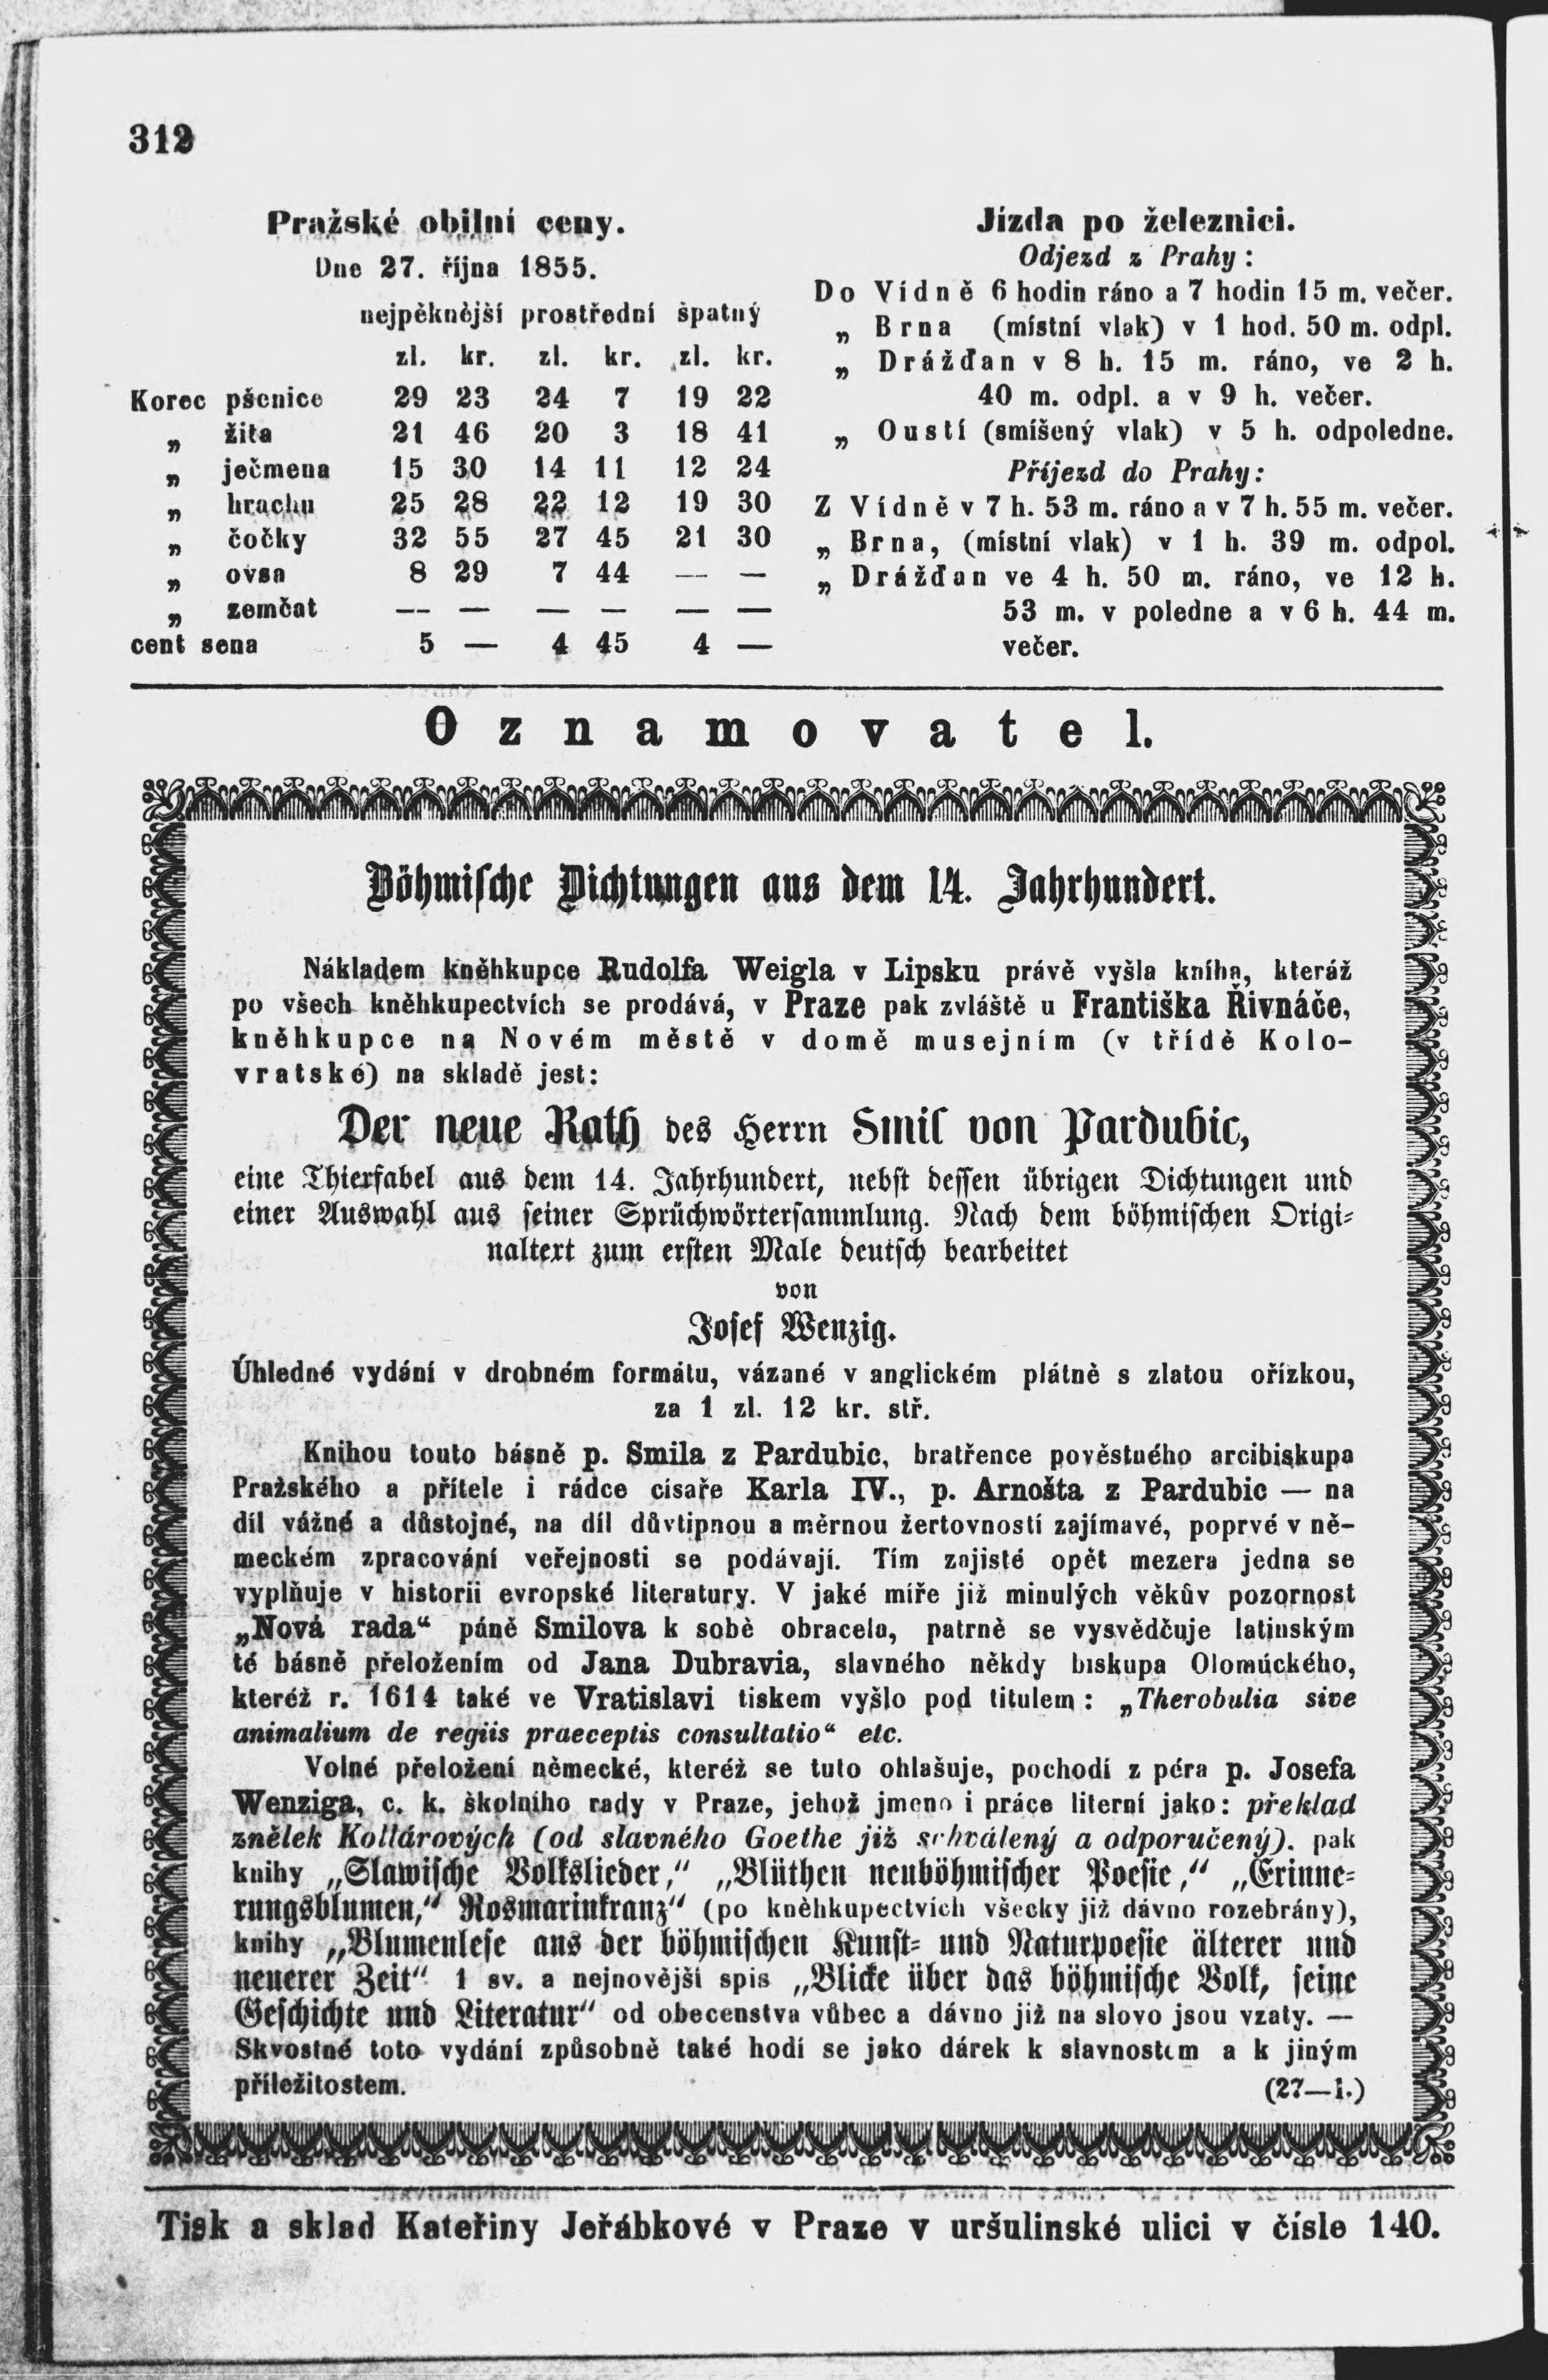 312
Pražské obilní ceny.
Dne 27. října 1855.
nejpěknější prostřední špatný
zl. kr. zl. kr. zl. kr.
Korec pšenice 29 23 24 7 19 22
„ žita 21 46 20 3 18 41
„ ječmena 15 30 14 11 12 24
„ hrachu 25 28 22 12 19 30
„ čočky 32 55 27 45 21 30
„ ovsa 8 29 7 44 — —
„ zemčat — — — — — —
cent sena 5 — 4 45 4 —
Jízda po železnici.
Odjezd z Prahy:
Do Vídně 6 hodin ráno a 7 hodin 15 m. večer.
„ Brna (místní vlak) v 1 hod. 50 m. odpl.
„ Drážďan v 8 h. 15 m. ráno, ve 2 h.
40 m. odpl. a v 9 h. večer.
„ Oustí (smíšený vlak) v 5 h. odpoledne.
Příjezd do Prahy:
Z Vídně v 7 h. 53 m. ráno a v 7 h. 55 m. večer.
„ Brna, (místní vlak) v 1 h. 39 m. odpol.
„ Drážďan ve 4 h. 50 m. ráno, ve 12 h.
53 m. v poledne a v 6 h. 44 m.
večer.
Oznamovatel.
Böhmische Dichtungen aus dem 14. Jahrhundert.
Nákladem kněhkupce Rudolfa Weigla v Lipsku právě vyšla kniha, kteráž
po všech kněhkupectvích se prodává, v Praze pak zvláště u Františka Řivnáče,
kněhkupce na Novém městě v domě musejním (v třídě Kolo-
vratské) na skladě jest:
Der neue Rath des Herrn Smil von Pardubic,
eine Thierfabel aus dem 14. Jahrhundert, nebst dessen übrigen Dichtungen und
einer Auswahl aus seiner Sprüchwörtersammlung. Nach dem böhmischen Origi-
naltext zum ersten Male deutsch bearbeitet
von
Josef Wenzig.
Úhledné vydání v drobném formátu, vázané v anglickém plátně s zlatou ořízkou,
za 1 zl. 12 kr. stř.
Knihou touto básně p. Smila z Pardubic, bratřence pověstného arcibiskupa
Pražského a přítele i rádce císaře Karla IV., p. Arnošta z Pardubic — na
díl vážné a důstojné, na díl důvtipnou a měrnou žertovností zajímavé, poprvé v ně-
meckém zpracování veřejnosti se podávají. Tím zajisté opět mezera jedna se
vyplňuje v historii evropské literatury. V jaké míře již minulých věkův pozornost
„Nová rada“ páně Smilova k sobě obracela, patrně se vysvědčuje latinským
té básně přeložením od Jana Dubravia, slavného někdy biskupa Olomúckého,
kteréž r. 1614 také ve Vratislavi tiskem vyšlo pod titulem: „Therobulia sive
animalium de regiis praeceptis consultatio“ etc.
Volné přeložení německé, kteréž se tuto ohlašuje, pochodí z péra p. Josefa
Wenziga, c. k. školního rady v Praze, jehož jmeno i práce literní jako: překlad
znělek Kollárových (od slavného Goethe již schválený a odporučený). pak
knihy „Slawische Volkslieder,“ „Blüthen neuböhmischer Poesie,“ „Erinne-
rungsblumen,“ Rosmarinkranz“ (po kněhkupectvích všecky již dávno rozebrány),
knihy „Blumenlese aus der böhmischen Kunst- und Naturpoesie älterer und
neuerer Zeit“ 1 sv. a nejnovější spis „Blicke über das böhmische Volk, seine
Geschichte und Literatur“ od obecenstva vůbec a dávno již na slovo jsou vzaty. —
Skvostné toto vydání způsobně také hodí se jako dárek k slavnostem a k jiným
příležitostem. (27—1.)
Tisk a sklad Kateřiny Jeřábkové v Praze v uršulinské ulici v čísle 140.